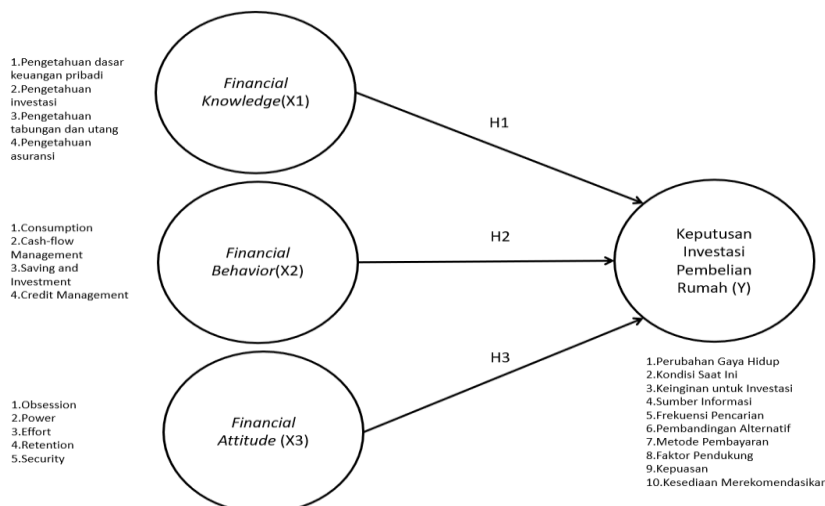 1.Pengetahuan dasar
keuangan pribadi
2.Pengetahuan
investasi
3.Pengetahuan
tabungan dan utang
4.Pengetahuan
asuransi
Financial
Knowledge(X1)
H1
1.Consumption
2.Cash-flow
Management
3.Saving and
Investment
4.Credit Management
Financial
Behavior(X2)
H2
Keputusan
Investasi
Pembelian
Rumah (Y)
1.Obsession
2.Power
3.Effort
4.Retention
5.Security
Financial
Attitude (X3)
H3
1.Perubahan Gaya Hidup
2.Kondisi Saat Ini
3.Keinginan untuk Investasi
4.Sumber Informasi
5.Frekuensi Pencarian
6.Pembandingan Alternatif
7.Metode Pembayaran
8.Faktor Pendukung
9.Kepuasan
10.Kesediaan Merekomendasikan